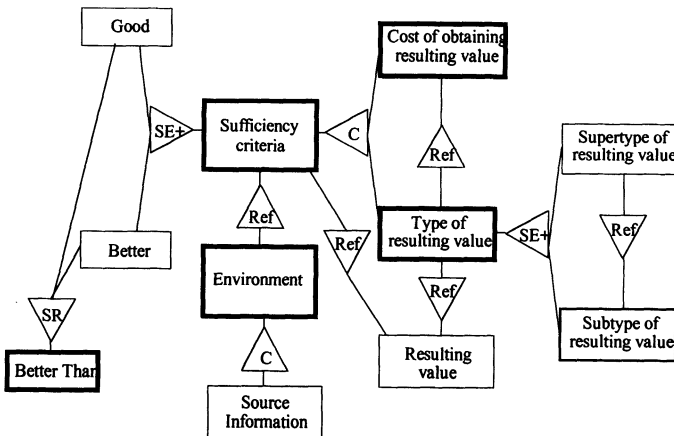 Good
Cost of obtaining
resulting value
SE+
Sufficiency
criteria
C
Supertype of
resulting value
Ref
Ref
Type of
resulting value
SE+
Ref
Better
Environment
Ref
Ref
SR
Resulting
value
Subtype of
resulting value
Better Than
C
Source
Information